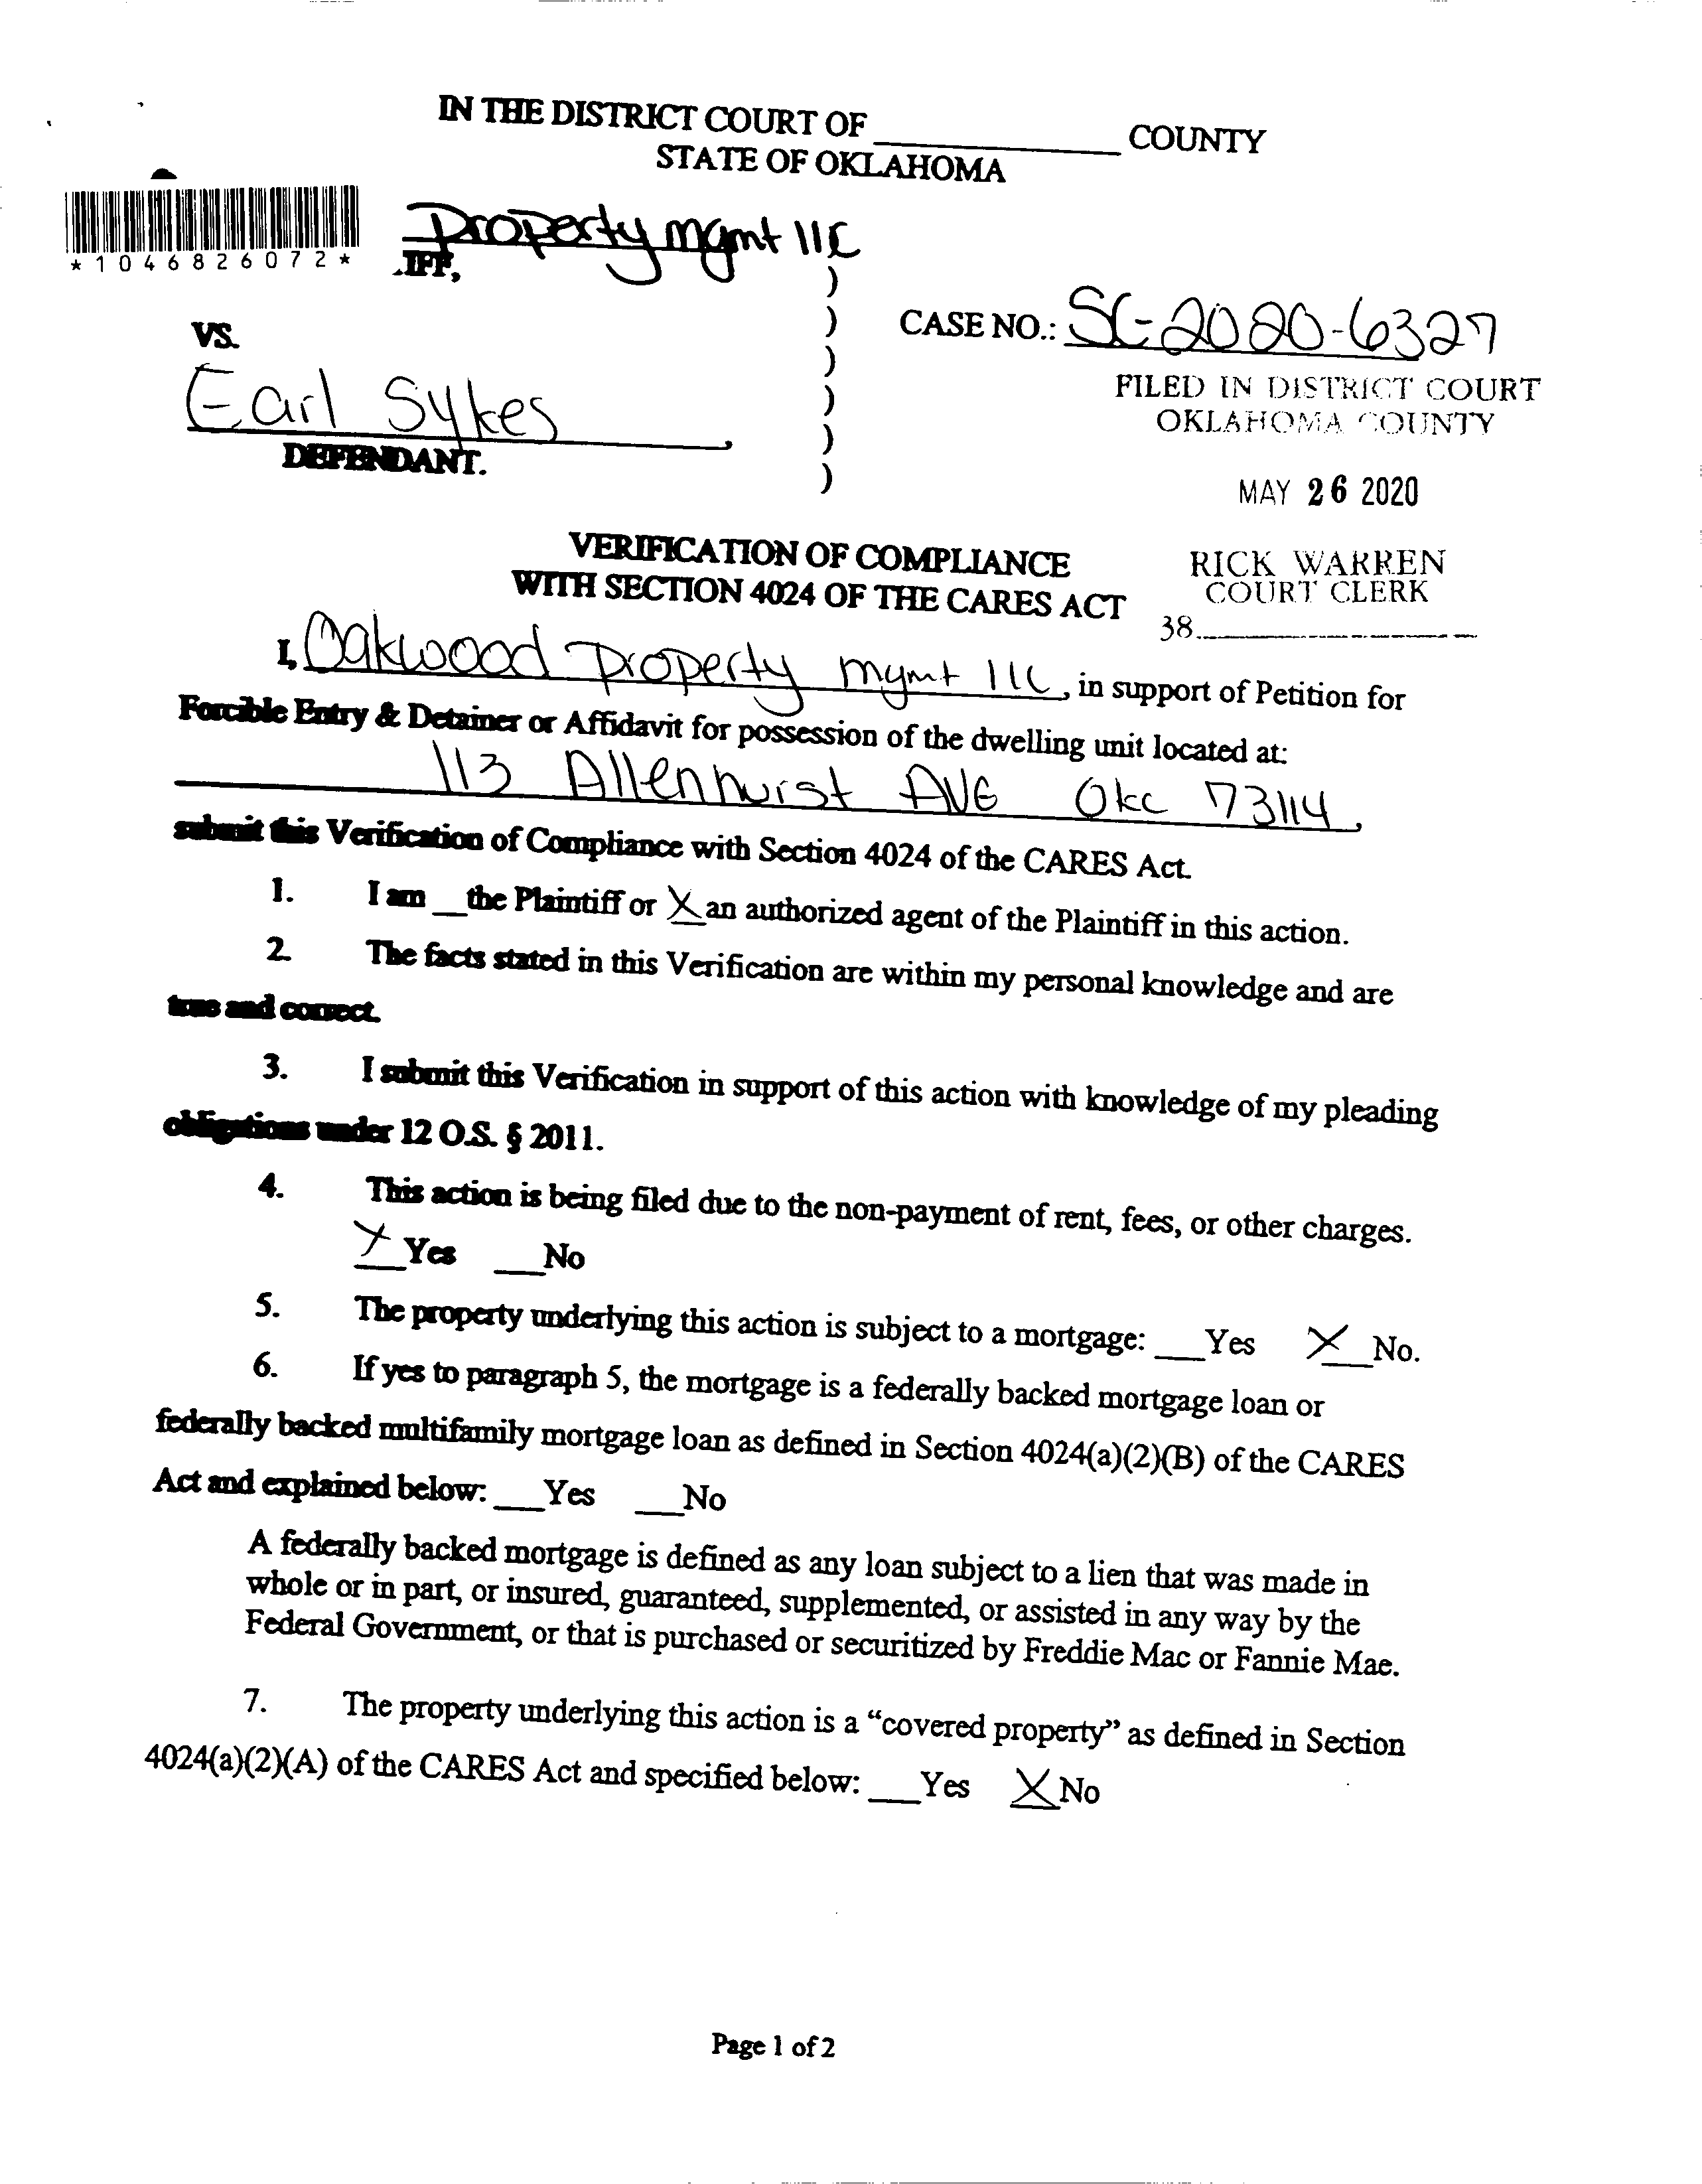 IN THE DISTRICT COURT OF ______________ COUNTY
STATE OF OKLAHOMA
*1046826072*
Property mgmt llc
.IFF,
)
VS.
)
CASE NO.: SC-2020-6327
)
Earl Sykes,
)
FILED IN DISTRICT COURT
OKLAHOMA COUNTY
)
DEFENDANT.
)
MAY 26 2020
VERIFICATION OF COMPLIANCE
WITH SECTION 4024 OF THE CARES ACT
RICK WARREN
COURT CLERK
38.______________
I, Oakwood property mgmt llc, in support of Petition for
Forcible Entry & Detainer or Affidavit for possession of the dwelling unit located at:
113 Allenhurst AVE Okc 73114,
submit this Verification of Compliance with Section 4024 of the CARES Act.
1. I am __the Plaintiff or X an authorized agent of the Plaintiff in this action.
2. The facts stated in this Verification are within my personal knowledge and are
true and correct.
3. I submit this Verification in support of this action with knowledge of my pleading
obligations under 12 O.S. § 2011.
4. This action is being filed due to the non-payment of rent, fees, or other charges.
X Yes ___No
5. The property underlying this action is subject to a mortgage: ___Yes X No.
6. If yes to paragraph 5, the mortgage is a federally backed mortgage loan or
federally backed multifamily mortgage loan as defined in Section 4024(a)(2)(B) of the CARES
Act and explained below: ___Yes ___No
A federally backed mortgage is defined as any loan subject to a lien that was made in
whole or in part, or insured, guaranteed, supplemented, or assisted in any way by the
Federal Government, or that is purchased or securitized by Freddie Mac or Fannie Mae.
7. The property underlying this action is a “covered property” as defined in Section
4024(a)(2)(A) of the CARES Act and specified below: ___Yes X No
Page 1 of 2